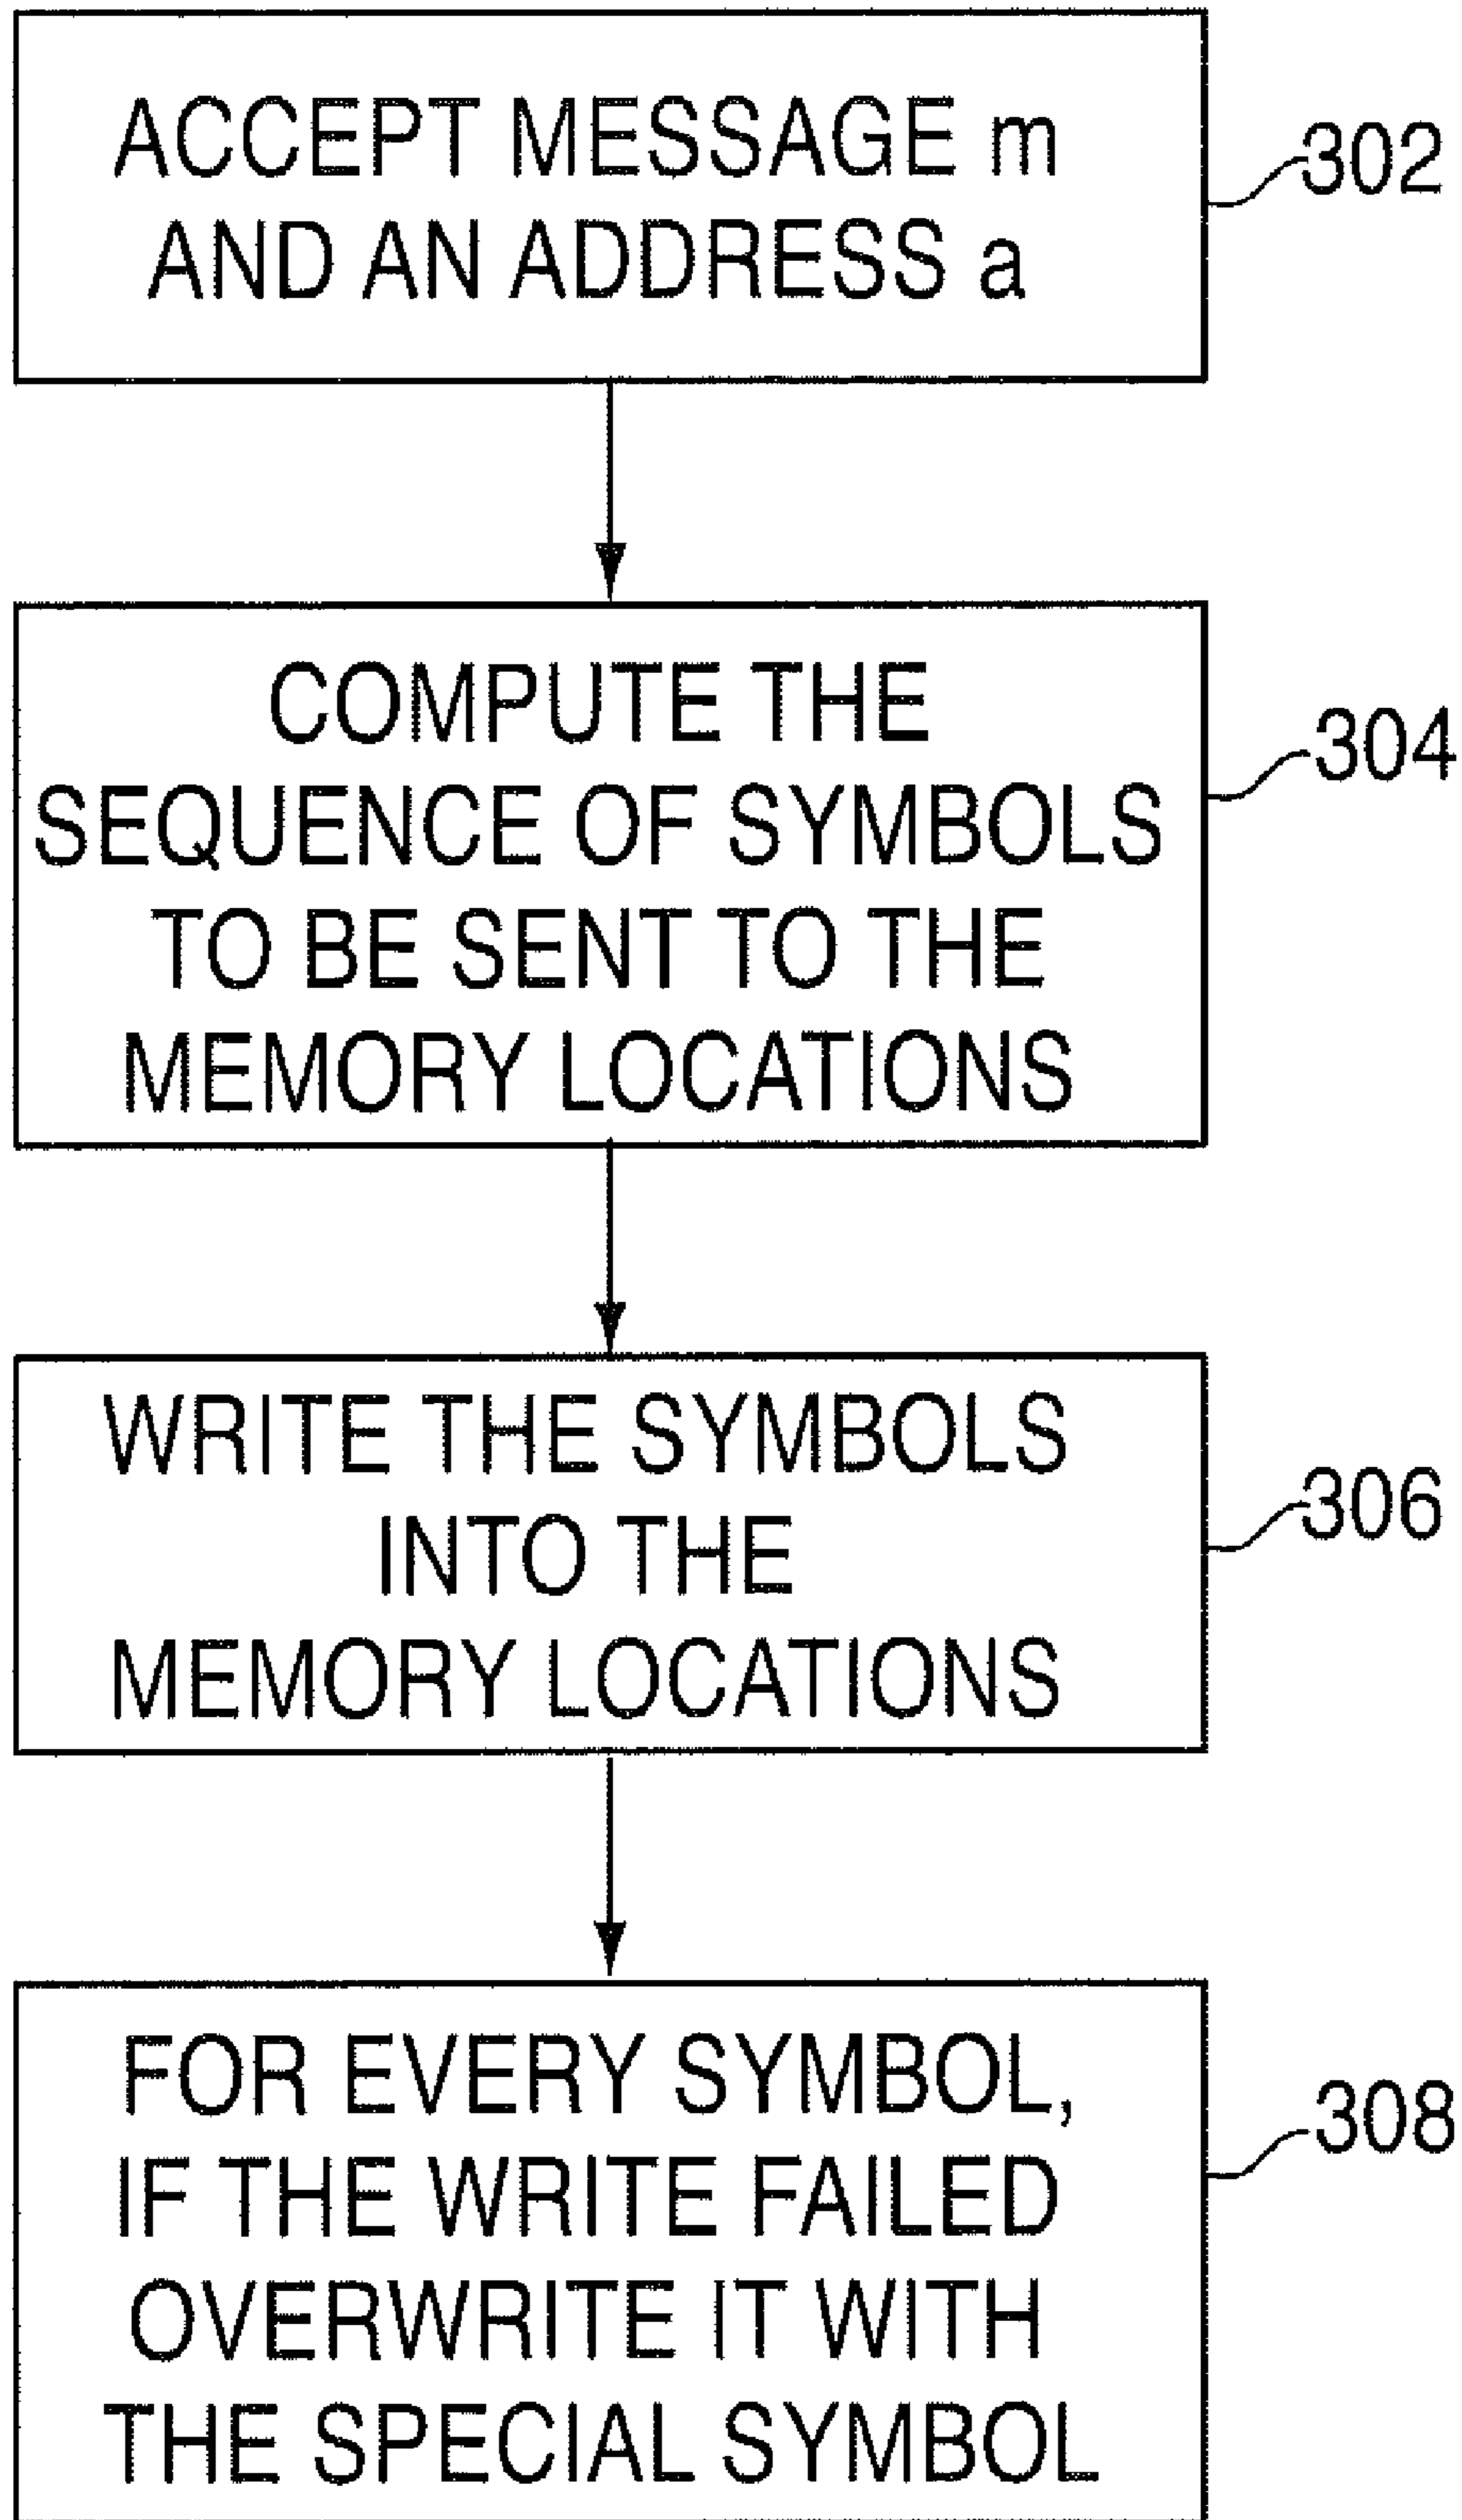 ACCEPT MESSAGE m
AND AN ADDRESS a
302
COMPUTE THE
SEQUENCE OF SYMBOLS
TO BE SENT TO THE
MEMORY LOCATIONS
304
WRITE THE SYMBOLS
INTO THE
MEMORY LOCATIONS
306
FOR EVERY SYMBOL,
IF THE WRITE FAILED
OVERWRITE IT WITH
THE SPECIAL SYMBOL
308